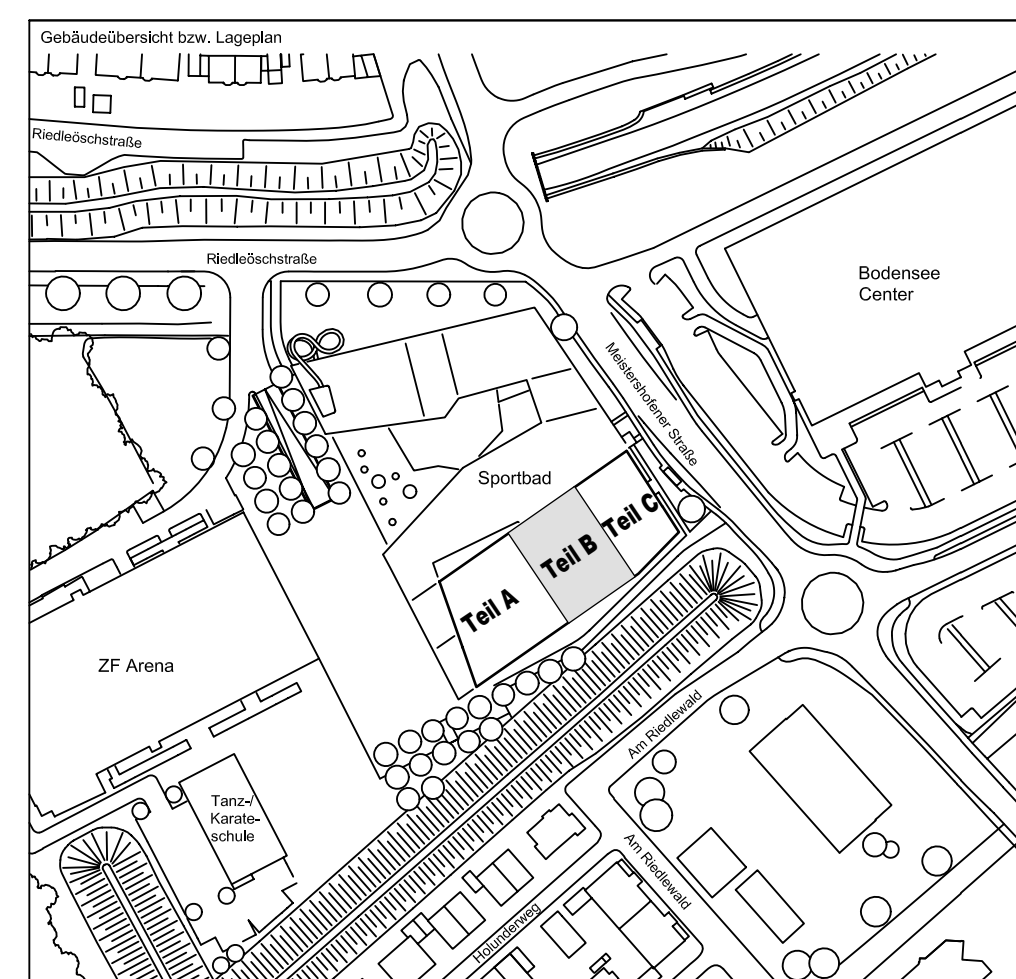 Gebäudeübersicht bzw. Lageplan
Riedleöschstraße
Riedleöschstraße
Bodensee
Center
Meistershofener Straße
Sportbad
Teil C
Teil B
Teil A
ZF Arena
Am Riedlewald
Tanz-/
Karate-
schule
Am Riedlewald
Holunderweg